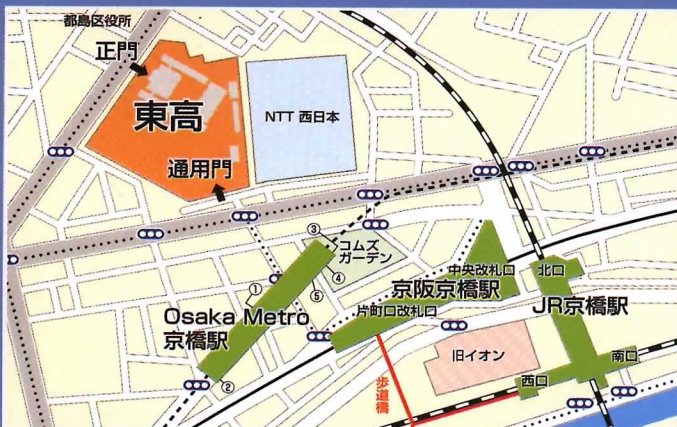 都島区役所
正門
東高
通用門
NTT 西日本
③
コムズ
ガーデン
④
⑤
①
②
Osaka Metro
京橋駅
京阪京橋駅
中央改札口
片町口改札口
北口
JR京橋駅
南口
西口
旧イオン
歩道橋